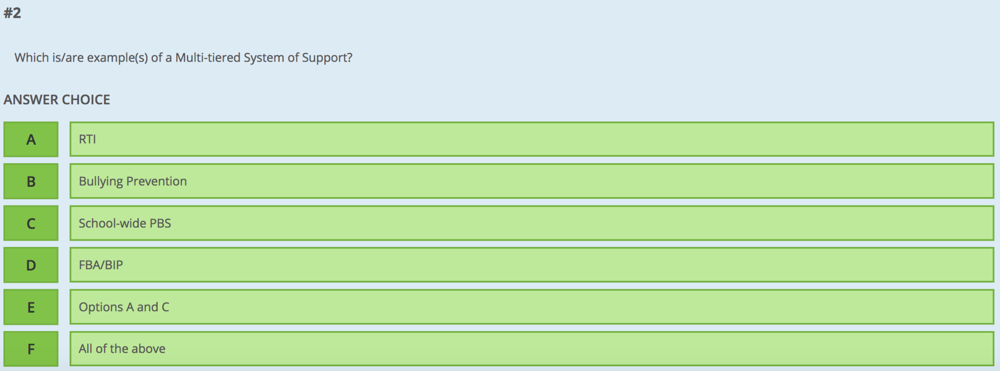 #2
Which is/are example(s) of a Multi-tiered System of Support?
ANSWER CHOICE
A RTI
B Bullying Prevention
C School-wide PBS
D FBA/BIP
E Options A and C
F All of the above